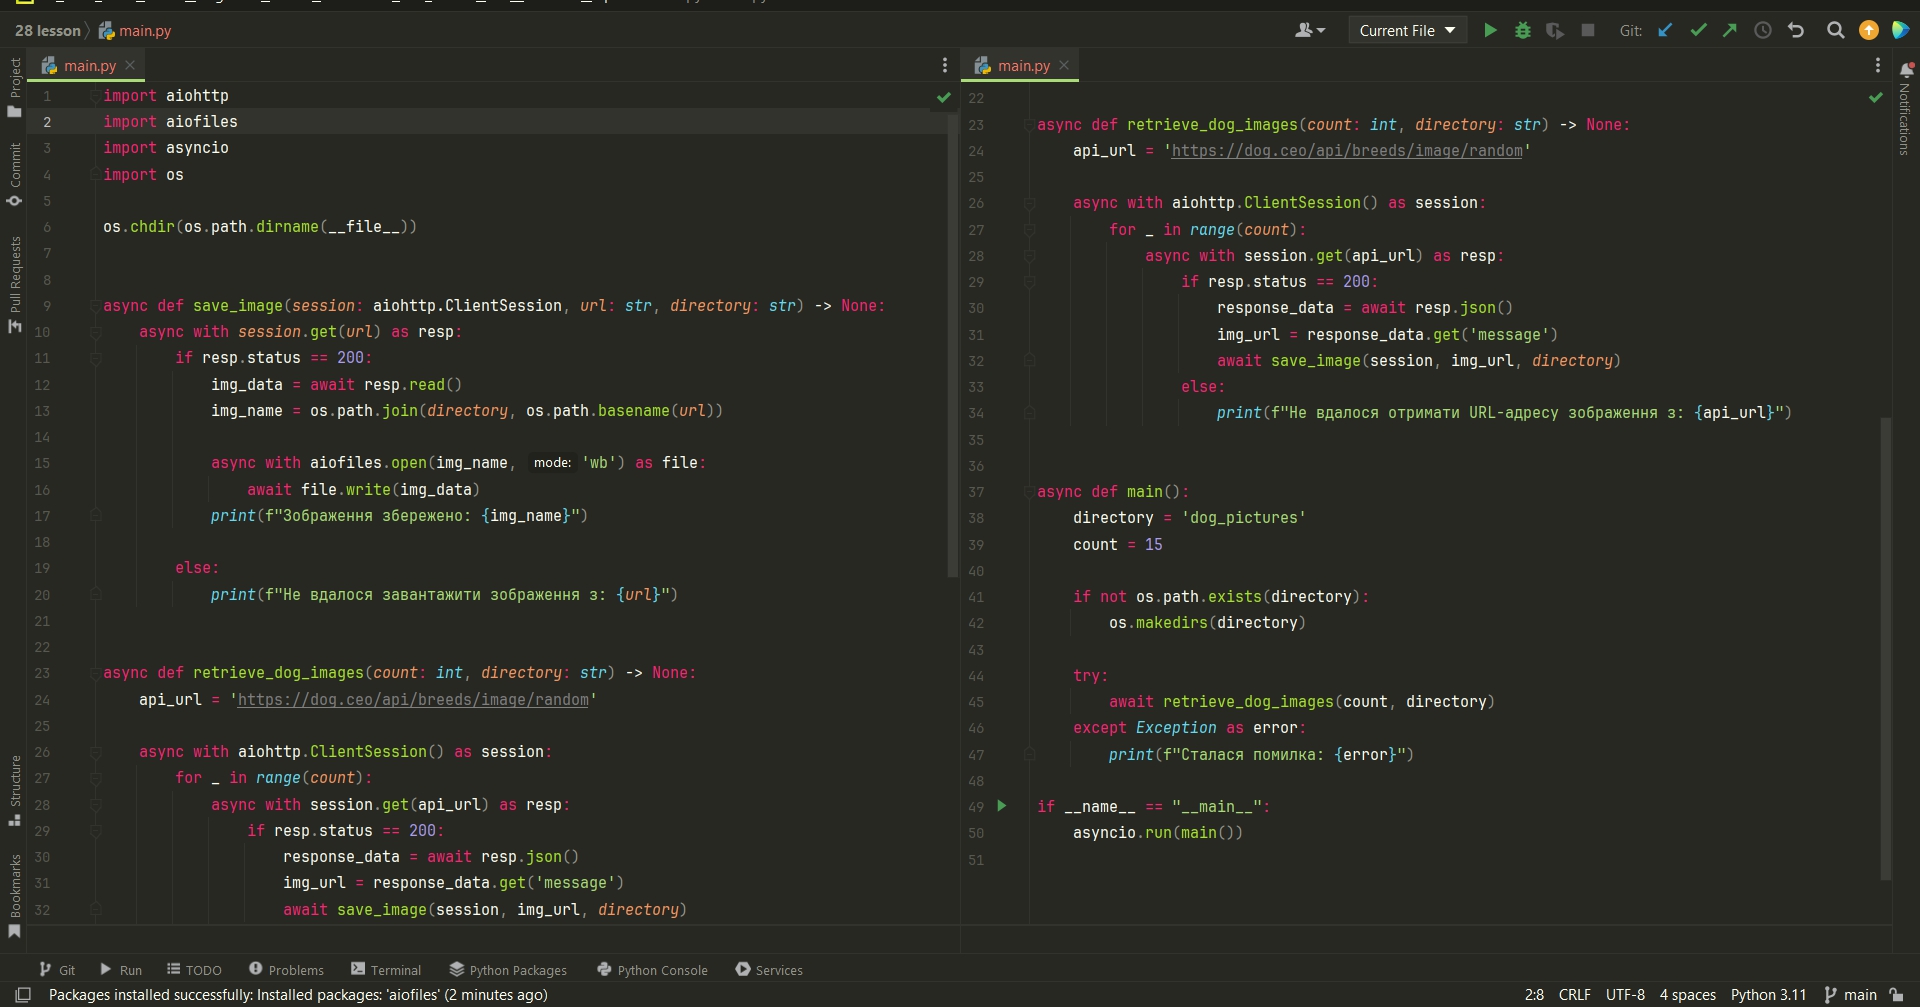 28 lesson main.py
Current File
Git:
main.py
main.py
Project
Commit
Pull Requests
Structure
Bookmarks
Notifications
1 import aiohttp
2 import aiofiles
3 import asyncio
4 import os
5
6 os.chdir(os.path.dirname(__file__))
7
8
9 async def save_image(session: aiohttp.ClientSession, url: str, directory: str) -> None:
10 async with session.get(url) as resp:
11 if resp.status == 200:
12 img_data = await resp.read()
13 img_name = os.path.join(directory, os.path.basename(url))
14
15 async with aiofiles.open(img_name, mode: 'wb') as file:
16 await file.write(img_data)
17 print(f"Зображення збережено: {img_name}")
18
19 else:
20 print(f"Не вдалося завантажити зображення з: {url}")
21
22
23 async def retrieve_dog_images(count: int, directory: str) -> None:
24 api_url = 'https://dog.ceo/api/breeds/image/random'
25
26 async with aiohttp.ClientSession() as session:
27 for _ in range(count):
28 async with session.get(api_url) as resp:
29 if resp.status == 200:
30 response_data = await resp.json()
31 img_url = response_data.get('message')
32 await save_image(session, img_url, directory)
22
23 async def retrieve_dog_images(count: int, directory: str) -> None:
24 api_url = 'https://dog.ceo/api/breeds/image/random'
25
26 async with aiohttp.ClientSession() as session:
27 for _ in range(count):
28 async with session.get(api_url) as resp:
29 if resp.status == 200:
30 response_data = await resp.json()
31 img_url = response_data.get('message')
32 await save_image(session, img_url, directory)
33 else:
34 print(f"Не вдалося отримати URL-адресу зображення з: {api_url}")
35
36
37 async def main():
38 directory = 'dog_pictures'
39 count = 15
40
41 if not os.path.exists(directory):
42 os.makedirs(directory)
43
44 try:
45 await retrieve_dog_images(count, directory)
46 except Exception as error:
47 print(f"Сталася помилка: {error}")
48
49 if __name__ == "__main__":
50 asyncio.run(main())
51
Git Run TODO Problems Terminal Python Packages Python Console Services
Packages installed successfully: Installed packages: 'aiofiles' (2 minutes ago) 2:8 CRLF UTF-8 4 spaces Python 3.11 main